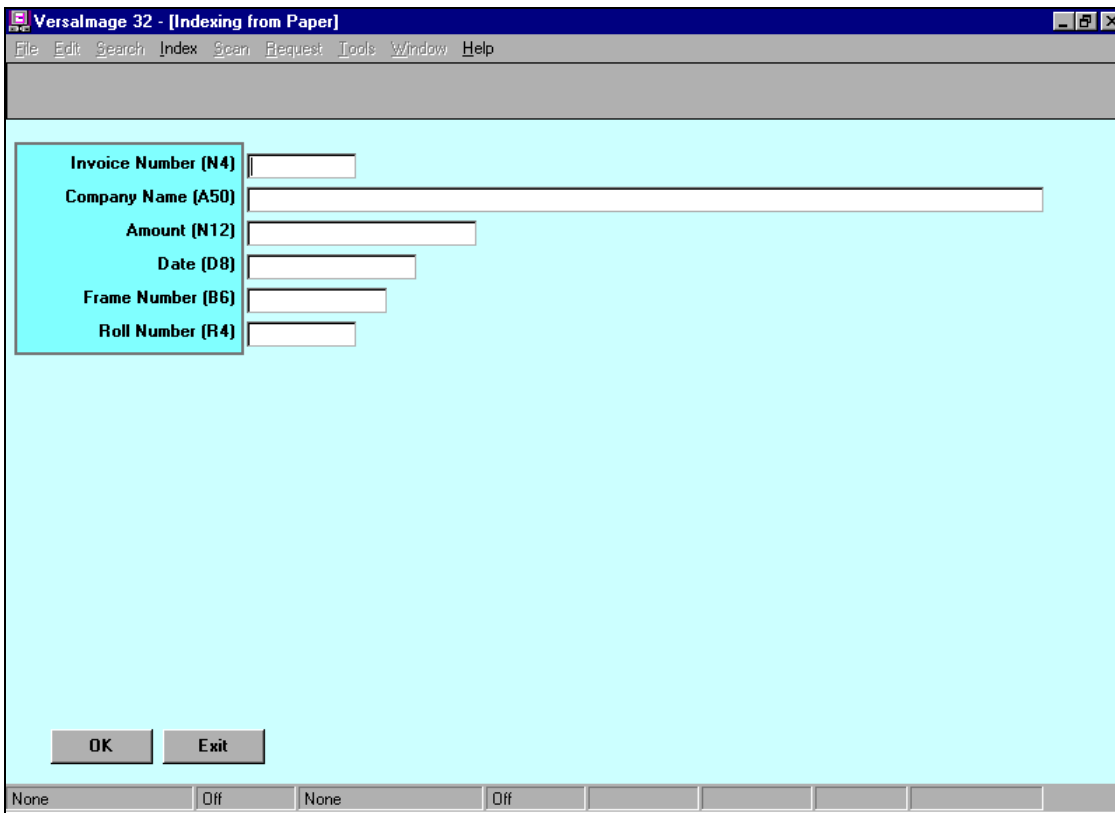 VersaImage 32 - [Indexing from Paper]
File Edit Search Index Scan Request Tools Window Help
Invoice Number (N4)
Company Name (A50)
Amount (N12)
Date (D8)
Frame Number (B6)
Roll Number (R4)
OK Exit
None Off None Off